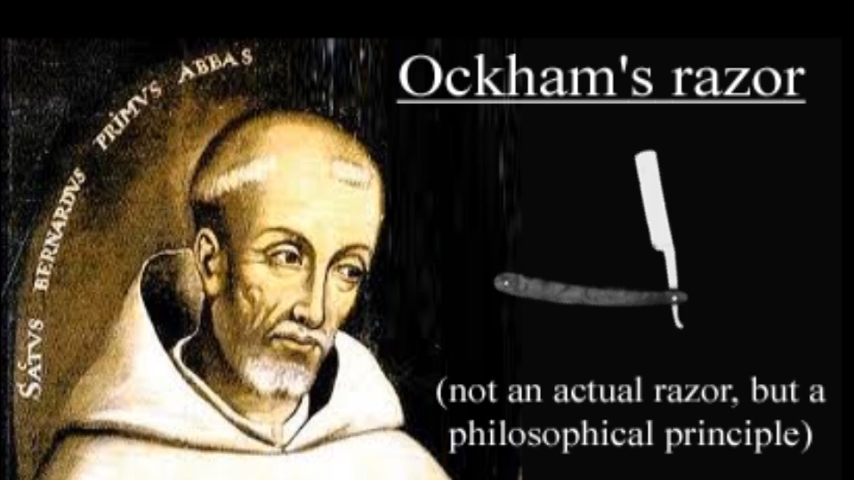 SATVS BERNARDVS PRIMVS ABBAS
Ockham's razor
(not an actual razor, but a
philosophical principle)